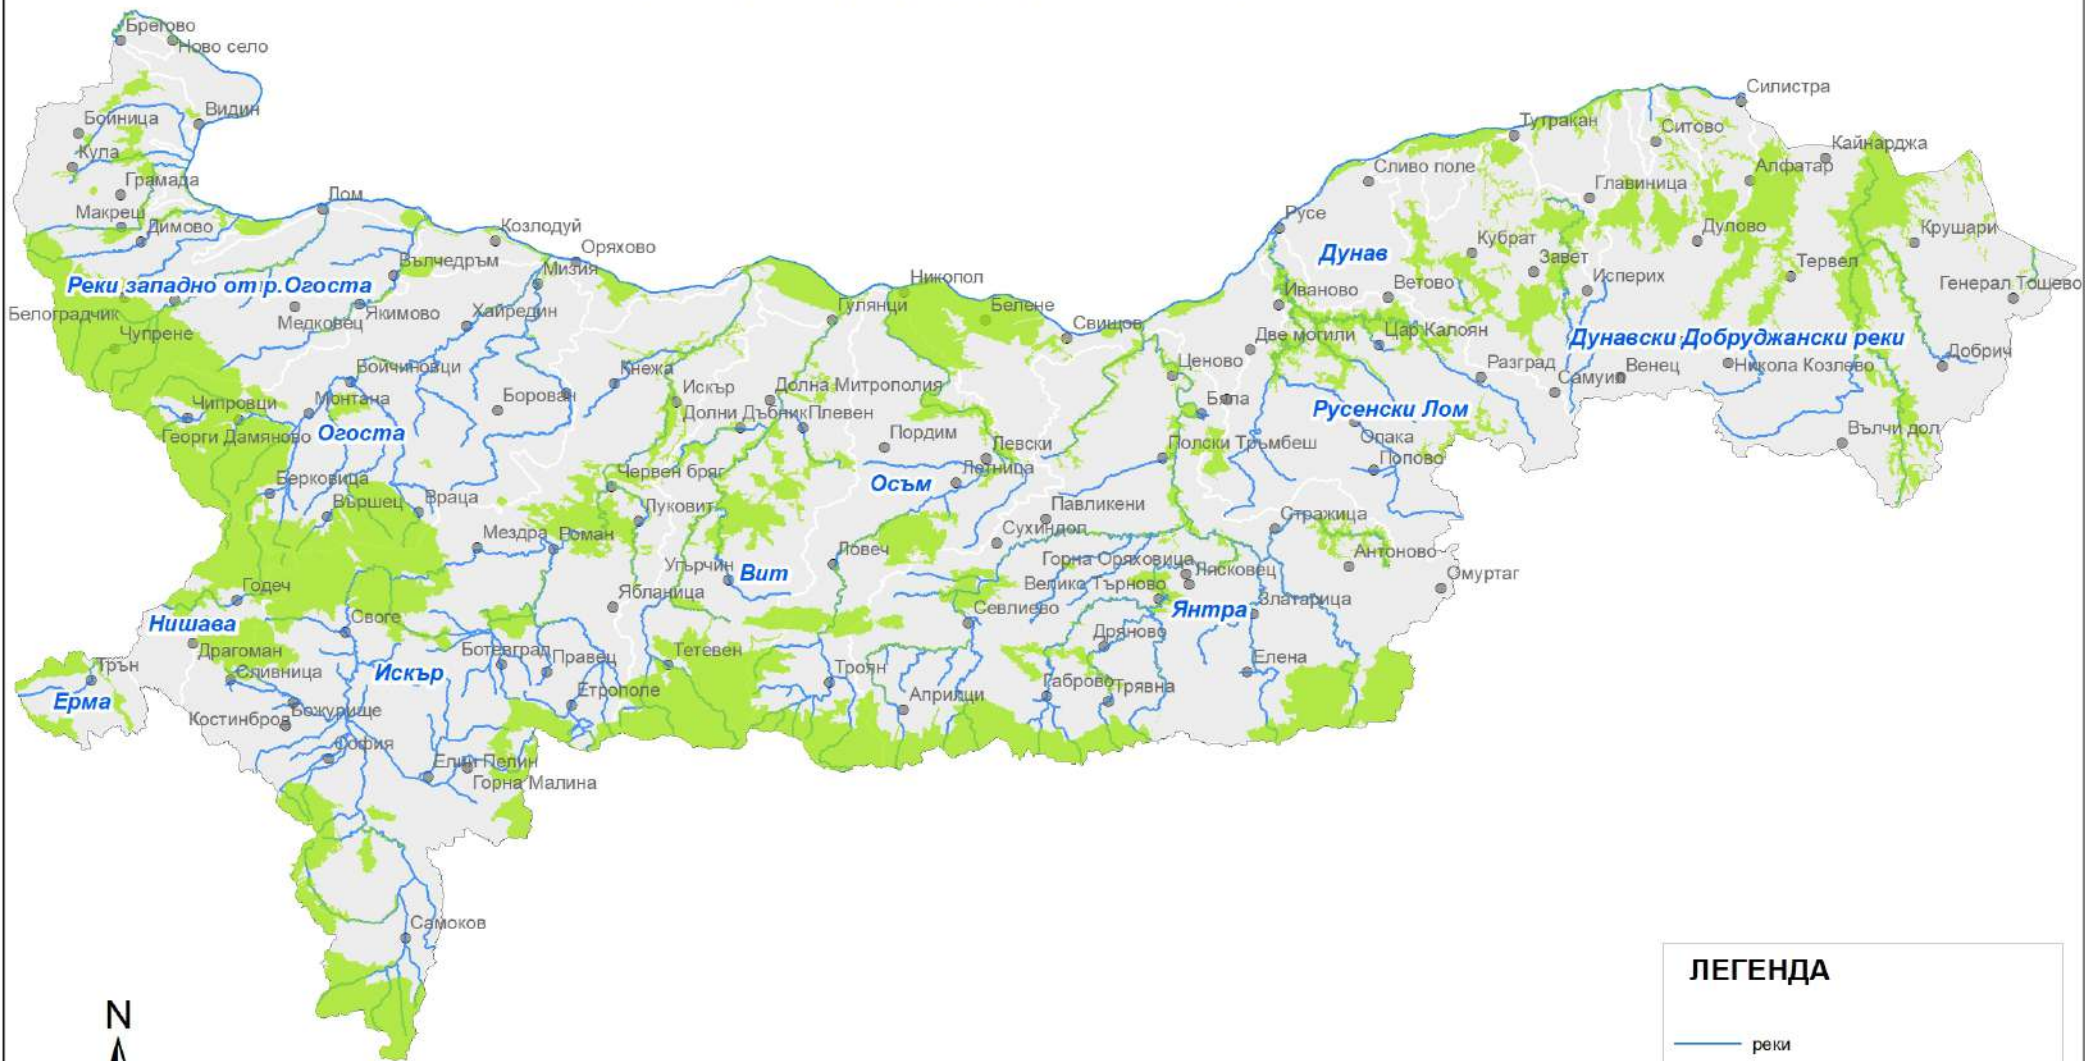 Брегово
Ново село
Видин
Бойница
Кула
Грамада
Макреш
Димово
Лом
Козлодуй
Оряхово
Мизия
Вълчедръм
Реки западно от р.Огоста
Белоградчик
Чупрене
Медковец
Якимово
Хайредин
Никопол
Гулянци
Белене
Свищов
Силистра
Тутракан
Ситово
Кайнарджа
Сливо поле
Алфатар
Главиница
Русе
Дунав
Кубрат
Дулово
Крушари
Завет
Тервел
Исперих
Иваново
Ветово
Генерал Тошево
Две могили
Цар Калоян
Дунавски Добруджански реки
Ценово
Разград
Самуил
Венец
Никола Козлево
Добрич
Бойчиновци
Монтана
Чипровци
Георги Дамяново
Огоста
Борован
Кнежа
Искър
Долна Митрополия
Долни Дъбник
Плевен
Пордим
Левски
Летница
Бяла
Русенски Лом
Опака
Попово
Вълчи дол
Полски Тръмбеш
Берковица
Вършец
Враца
Червен бряг
Луковит
Осъм
Павликени
Сухиндол
Стражица
Мездра
Роман
Ловеч
Горна Оряховица
Лясковец
Антоново
Омуртаг
Угърчин
Вит
Велико Търново
Янтра
Златарица
Годеч
Ябланица
Севлиево
Нишава
Своге
Драгоман
Сливница
Искър
Ботевград
Правец
Тетевен
Дряново
Елена
Трън
Ерма
Етрополе
Троян
Априлци
Габрово
Трявна
Костинброд
Божурище
София
Елин Пелин
Горна Малина
Самоков
N
ЛЕГЕНДА
реки